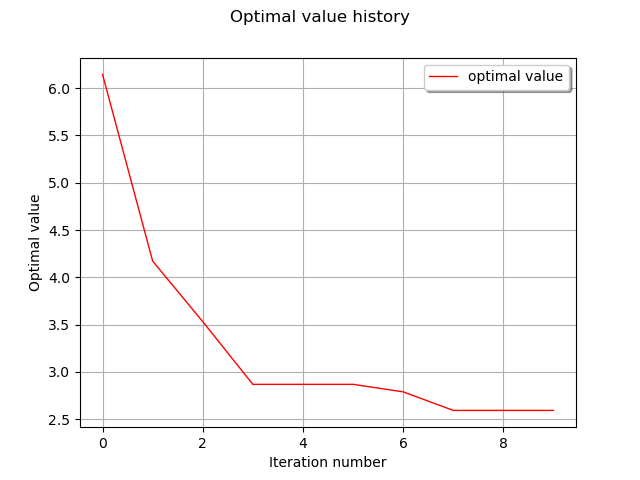 Optimal value history
optimal value
6.0
5.5
5.0
4.5
4.0
3.5
3.0
2.5
Optimal value
0 2 4 6 8
Iteration number